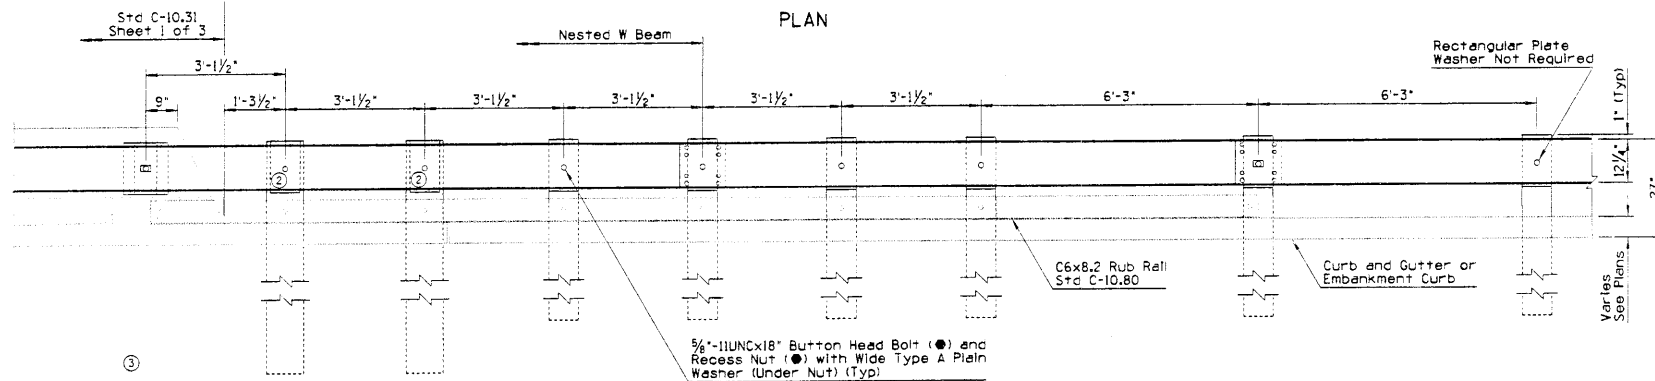 PLAN
Std C-10.31
Sheet 1 of 3
Nested W Beam
Rectangular Plate
Washer Not Required
3'-1½"
9"
1'-3½"
3'-1½"
3'-1½"
3'-1½"
3'-1½"
3'-1½"
6'-3"
6'-3"
1" (Typ)
12¼"
27"
②
②
C6x8.2 Rub Rail
Std C-10.80
Curb and Gutter or
Embankment Curb
Varies
See Plans
⅝"-11UNCx18" Button Head Bolt (●) and
Recess Nut (⬣) with Wide Type A Plain
Washer (Under Nut) (Typ)
③